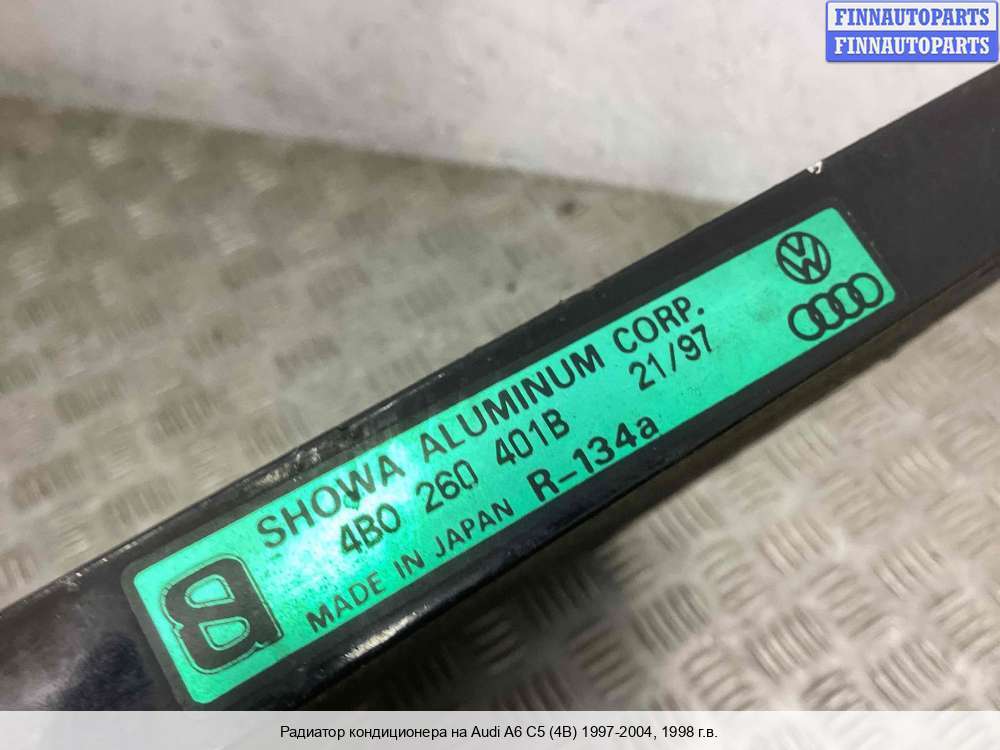 FINNAUTOPARTS
FINNAUTOPARTS
SHOWA ALUMINUM CORP.
4B0 260 401B 21/97
MADE IN JAPAN R-134a
Радиатор кондиционера на Audi A6 C5 (4B) 1997-2004, 1998 г.в.